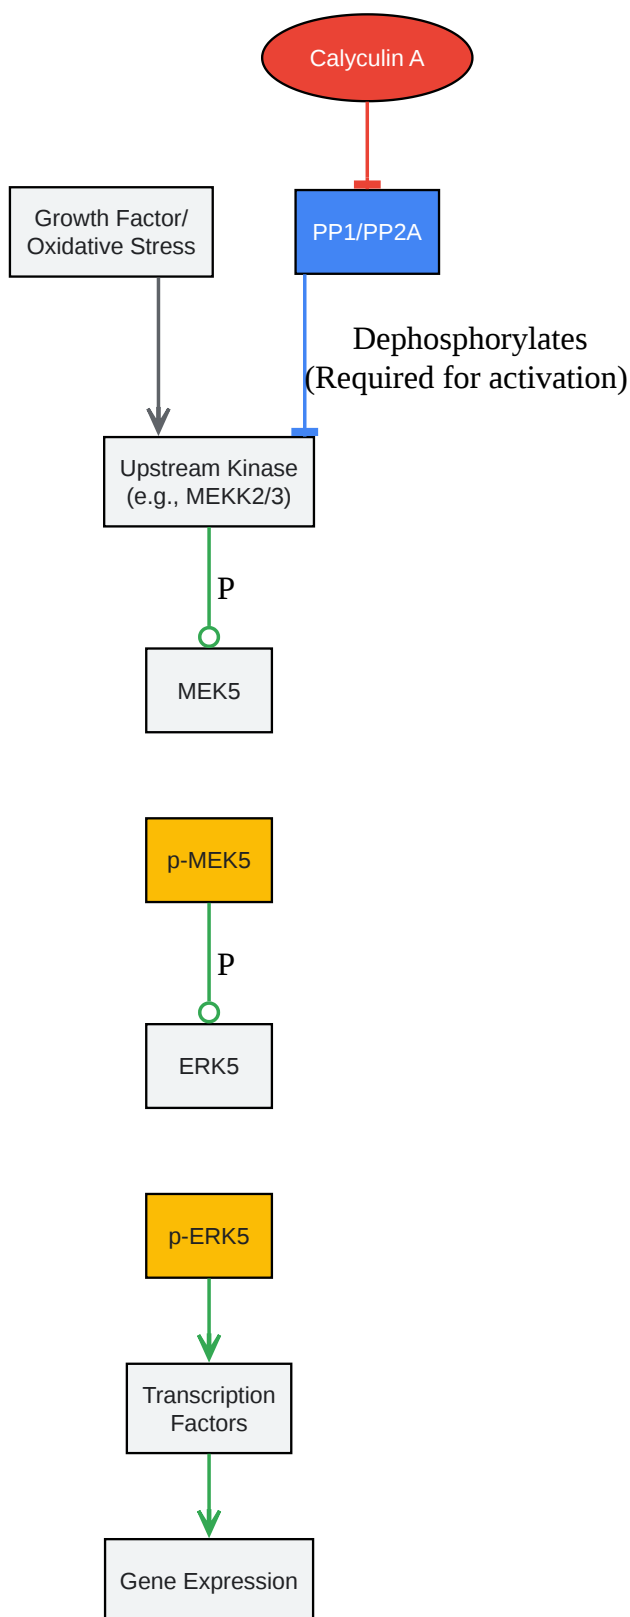 Calyculin A
Growth Factor/
Oxidative Stress
PP1/PP2A
Dephosphorylates
(Required for activation)
Upstream Kinase
(e.g., MEKK2/3)
P
MEK5
p-MEK5
P
ERK5
p-ERK5
Transcription
Factors
Gene Expression